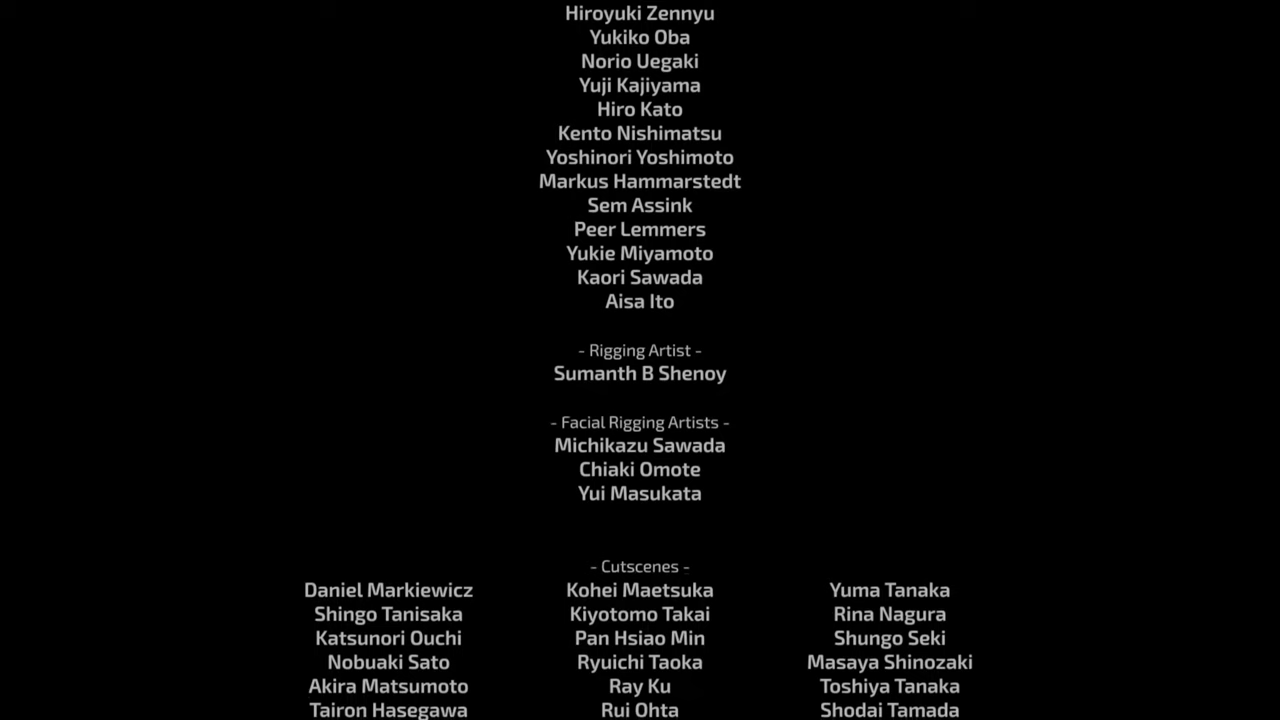 Hiroyuki Zennyu
Yukiko Oba
Norio Uegaki
Yuji Kajiyama
Hiro Kato
Kento Nishimatsu
Yoshinori Yoshimoto
Markus Hammarstedt
Sem Assink
Peer Lemmers
Yukie Miyamoto
Kaori Sawada
Aisa Ito
- Rigging Artist -
Sumanth B Shenoy
- Facial Rigging Artists -
Michikazu Sawada
Chiaki Omote
Yui Masukata
- Cutscenes -
Daniel Markiewicz Kohei Maetsuka Yuma Tanaka
Shingo Tanisaka Kiyotomo Takai Rina Nagura
Katsunori Ouchi Pan Hsiao Min Shungo Seki
Nobuaki Sato Ryuichi Taoka Masaya Shinozaki
Akira Matsumoto Ray Ku Toshiya Tanaka
Tairon Hasegawa Rui Ohta Shodai Tamada